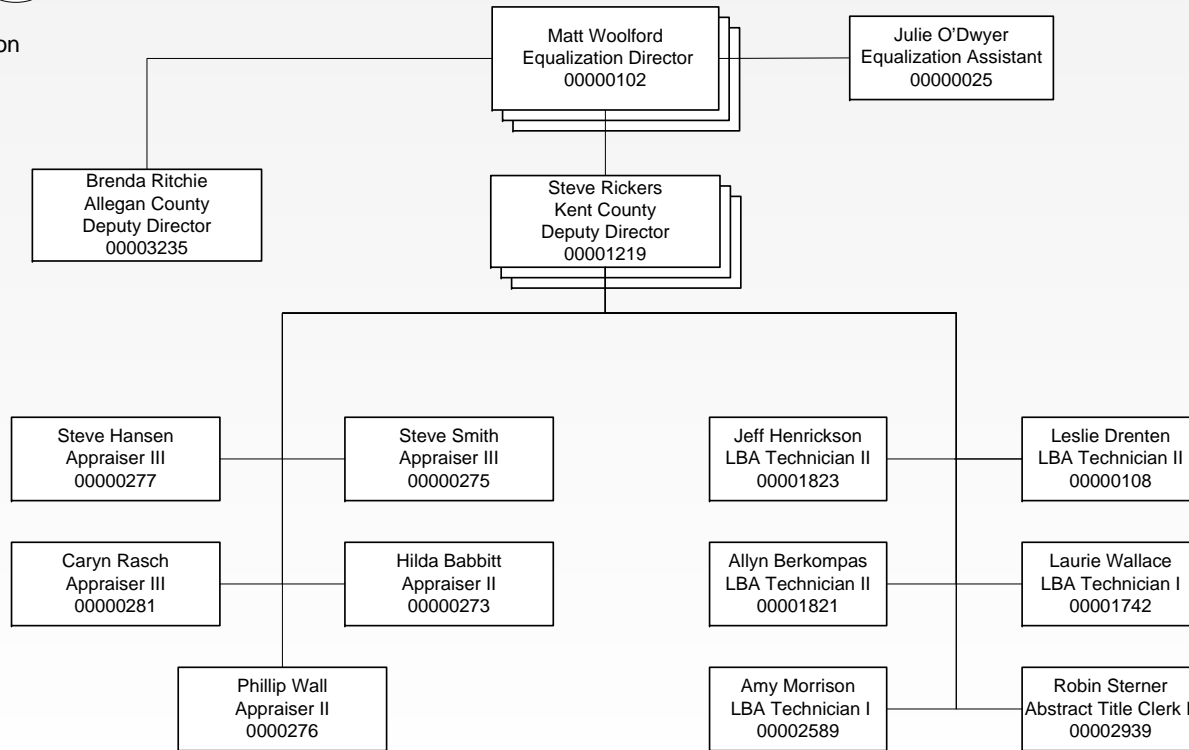 on
Matt Woolford
Equalization Director
00000102
Julie O'Dwyer
Equalization Assistant
00000025
Brenda Ritchie
Allegan County
Deputy Director
00003235
Steve Rickers
Kent County
Deputy Director
00001219
Steve Hansen
Appraiser III
00000277
Steve Smith
Appraiser III
00000275
Jeff Henrickson
LBA Technician II
00001823
Leslie Drenten
LBA Technician II
00000108
Caryn Rasch
Appraiser III
00000281
Hilda Babbitt
Appraiser II
00000273
Allyn Berkompas
LBA Technician II
00001821
Laurie Wallace
LBA Technician I
00001742
Phillip Wall
Appraiser II
0000276
Amy Morrison
LBA Technician I
00002589
Robin Sterner
Abstract Title Clerk I
00002939